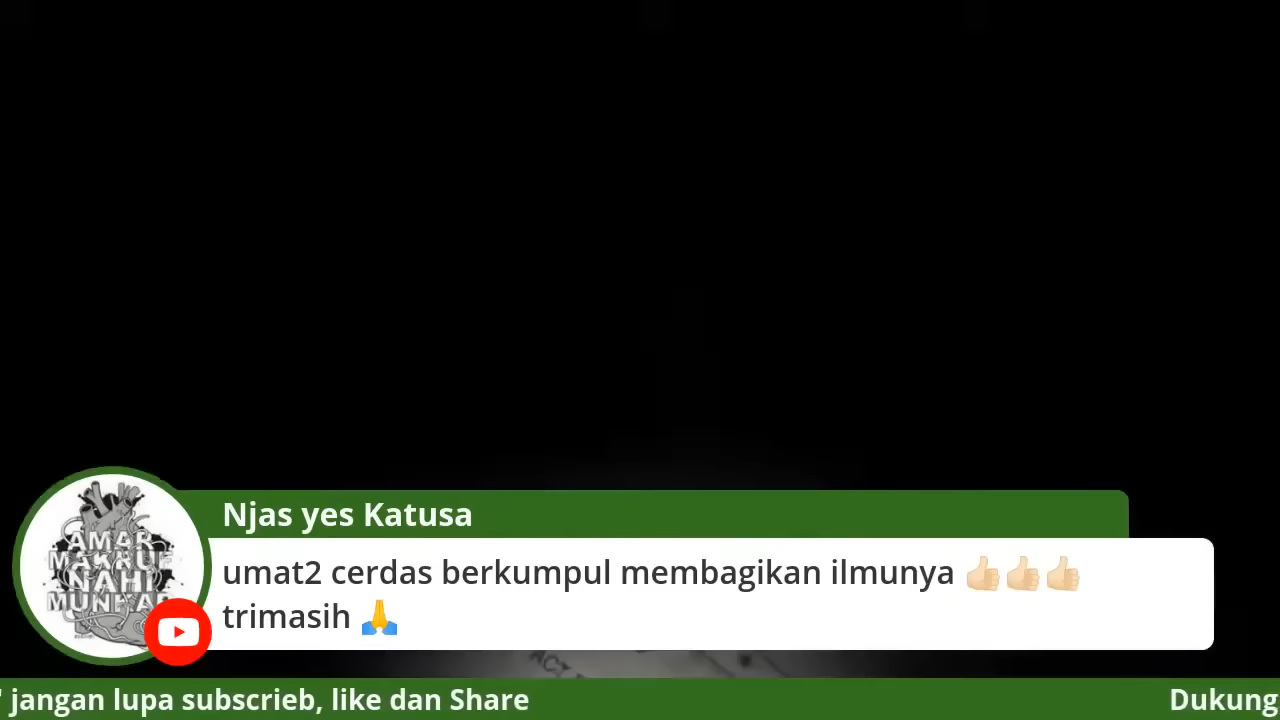 AMAR
MAKRUF
NAHI
MUNKAR
Njas yes Katusa
umat2 cerdas berkumpul membagikan ilmunya 👍🏻👍🏻👍🏻
trimasih 🙏
' jangan lupa subscrieb, like dan Share
Dukung